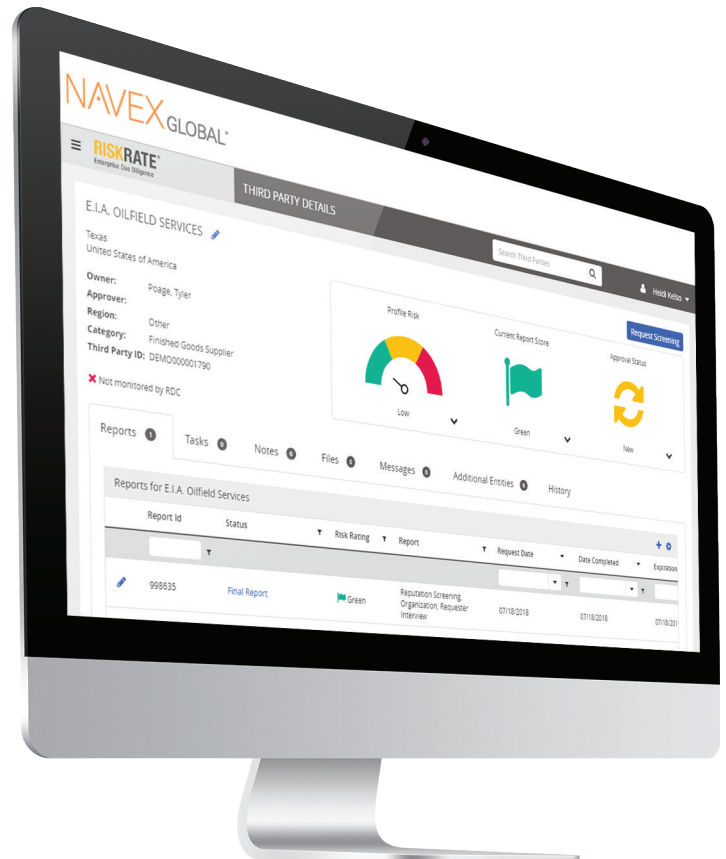 NAVEX GLOBAL®
RISKRATE®
Enterprise Due Diligence
THIRD PARTY DETAILS
Search Third Parties
Heidi Kelso
E.I.A. OILFIELD SERVICES
Texas
United States of America
Owner: Poage, Tyler
Approver:
Region: Other
Category: Finished Goods Supplier
Third Party ID: DEMO000001790
Not monitored by RDC
Request Screening
Profile Risk
Low
Current Report Score
Green
Approval Status
New
Reports 1 Tasks 0 Notes 0 Files 0 Messages 0 Additional Entities 0 History
Reports for E.I.A. Oilfield Services
Report Id Status Risk Rating Report Request Date Date Completed Expiration
998635 Final Report Green Reputation Screening, 07/18/2018 07/18/2018 07/18/201
Organization, Requester
Interview